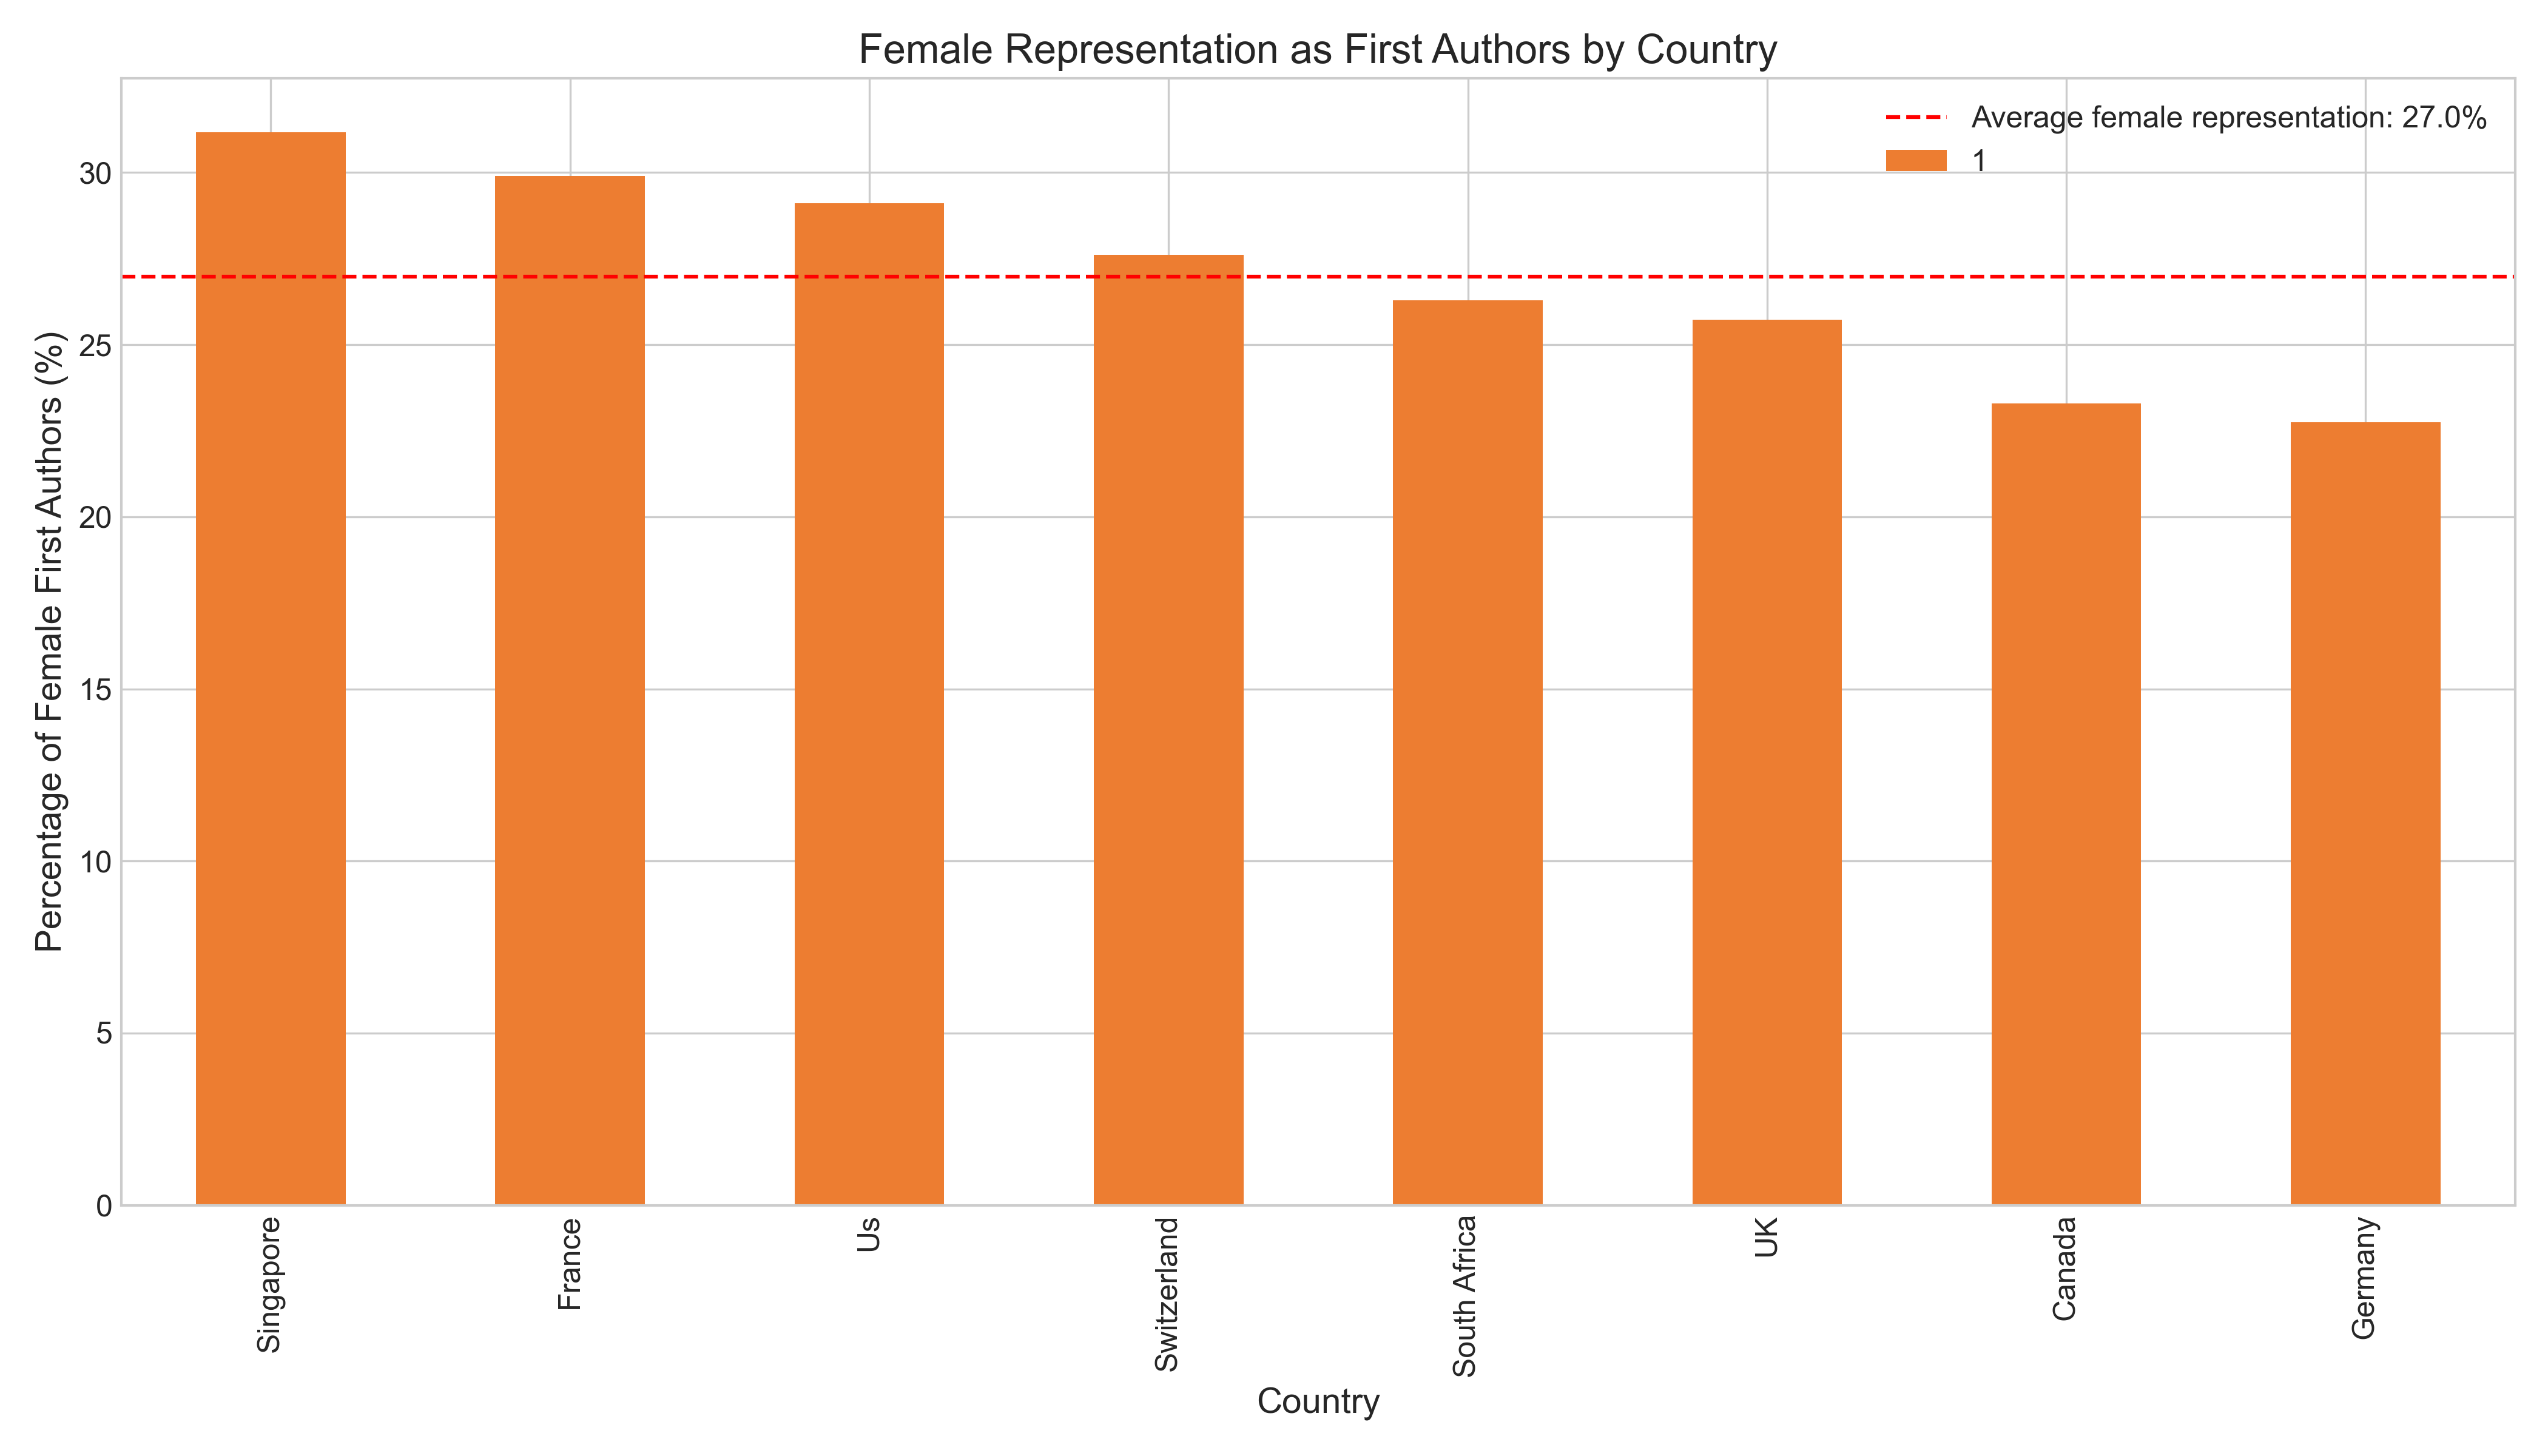 Female Representation as First Authors by Country
Average female representation: 27.0%
1
Percentage of Female First Authors (%)
30
25
20
15
10
5
0
Singapore
France
Us
Switzerland
South Africa
UK
Canada
Germany
Country